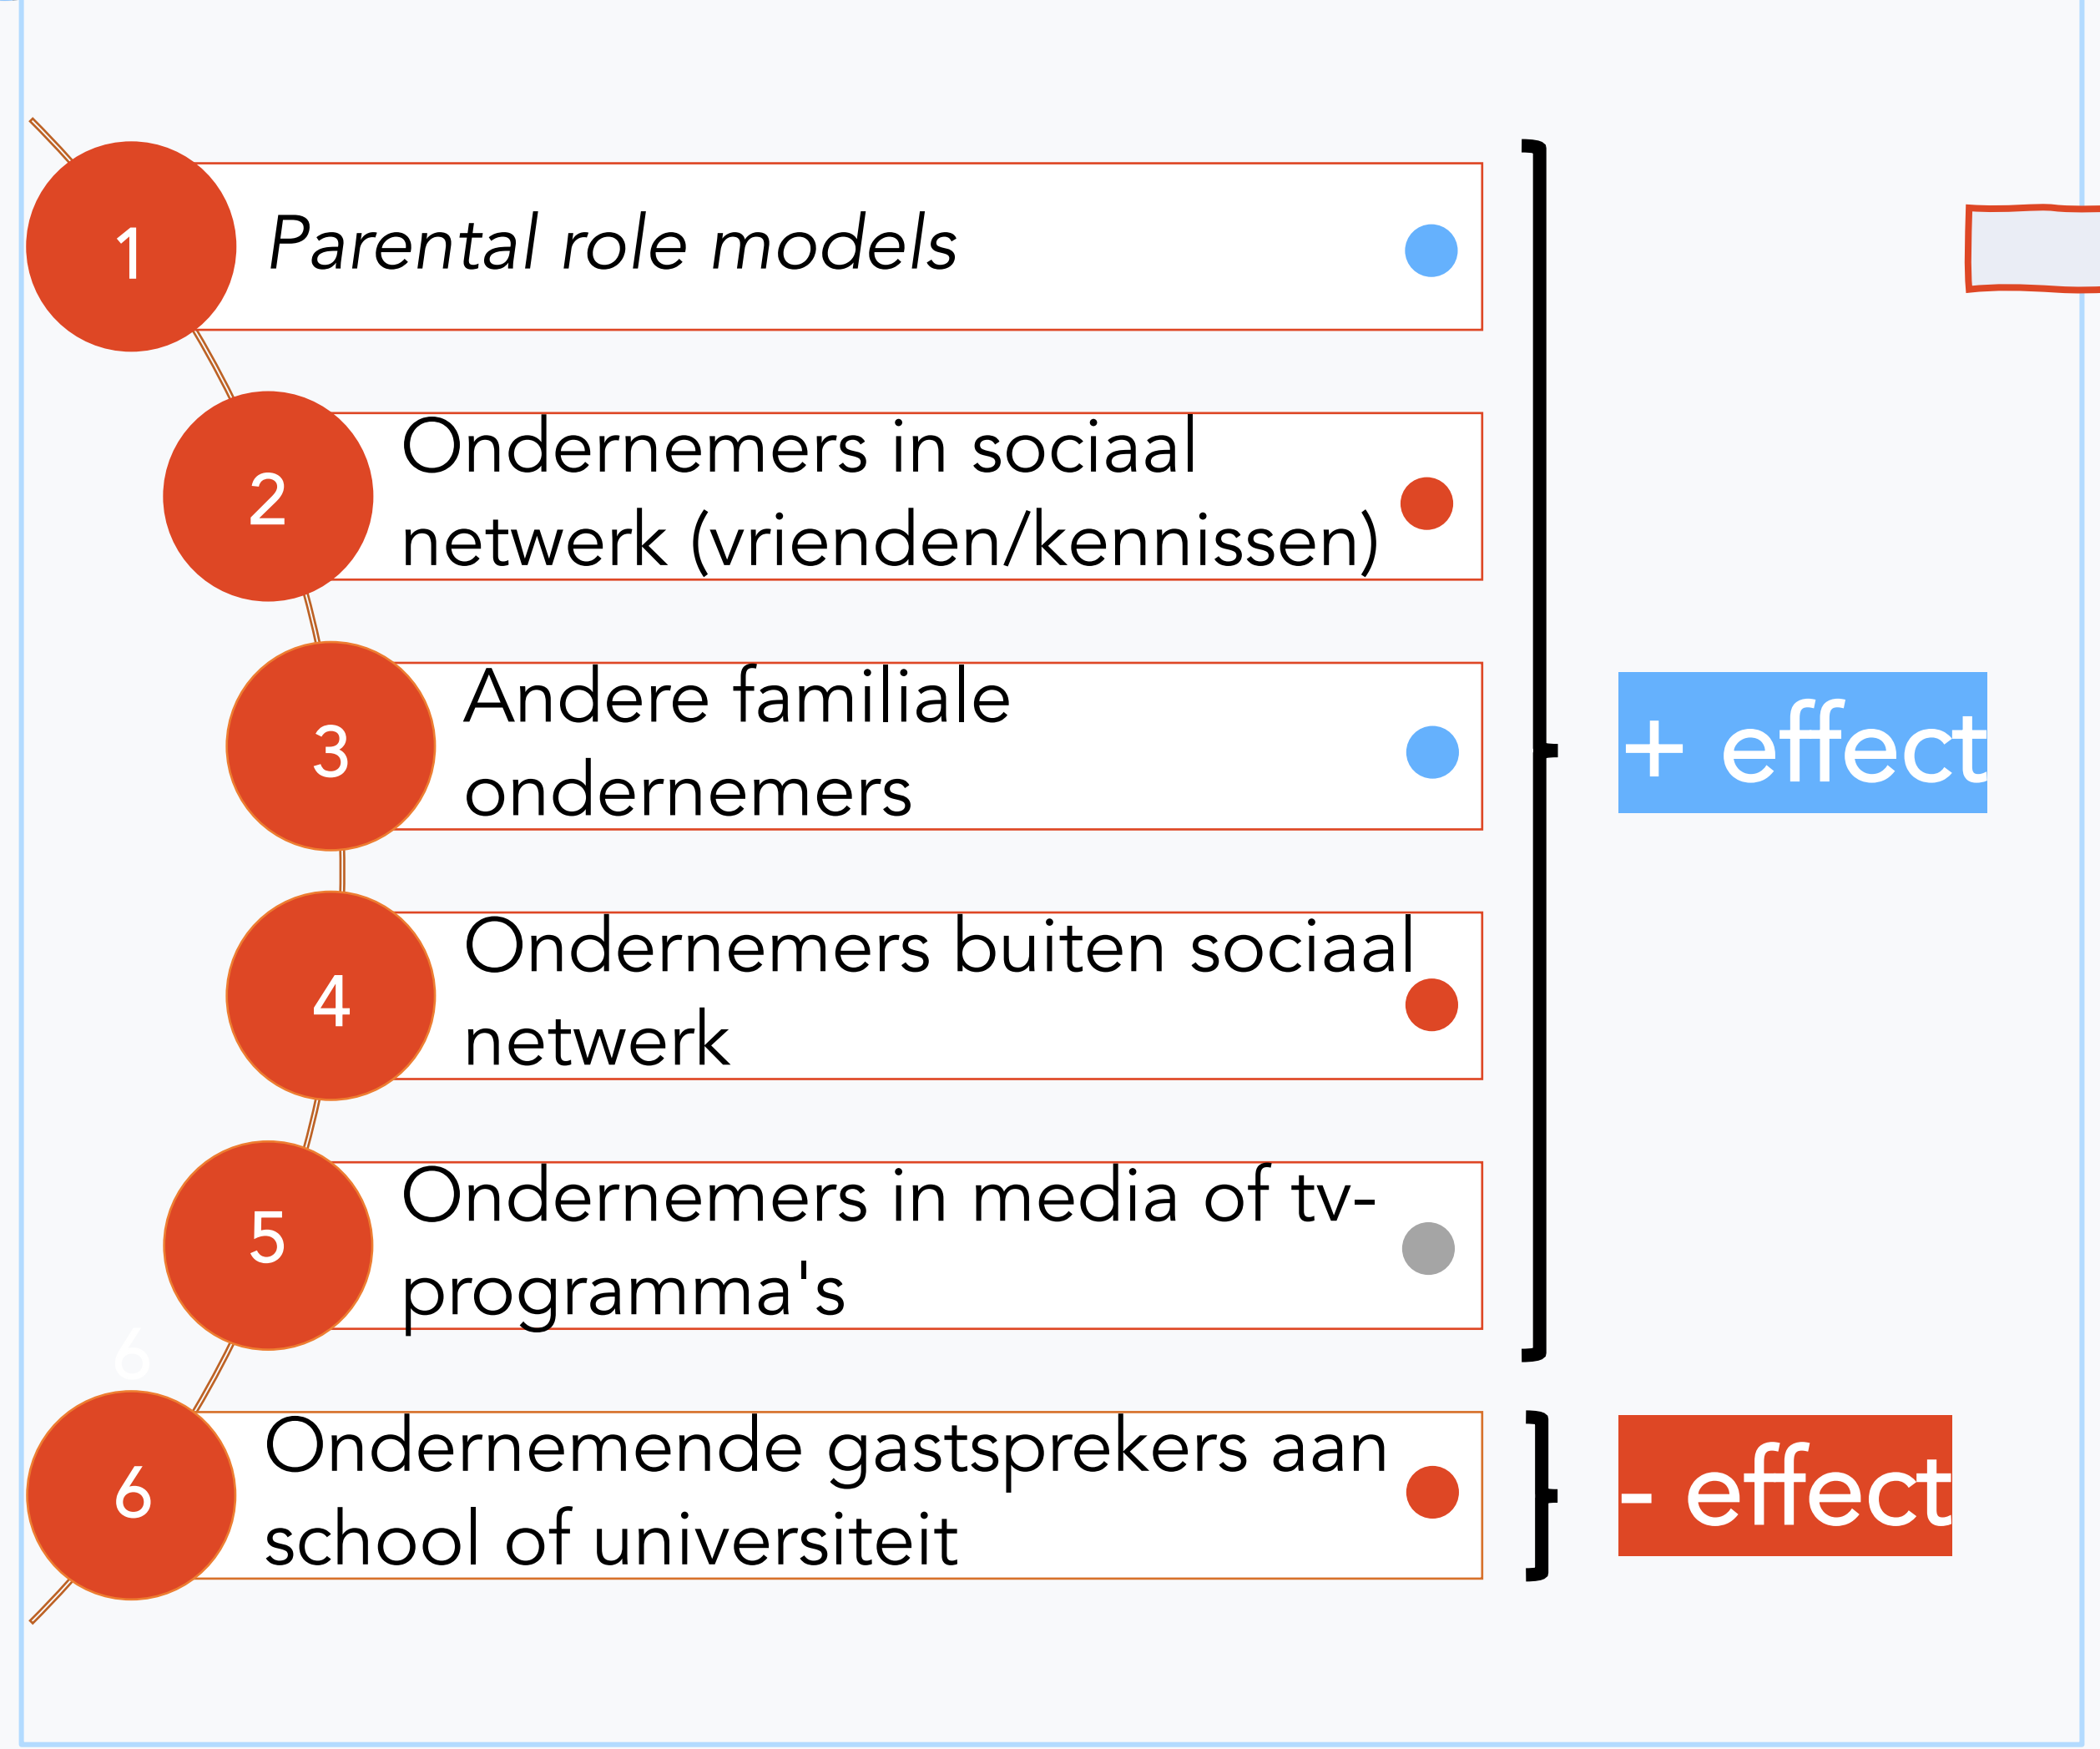 1
Parental role models
2
Ondernemers in sociaal
netwerk (vrienden/kennissen)
3
Andere familiale
ondernemers
+ effect
4
Ondernemers buiten sociaal
netwerk
5
Ondernemers in media of tv-
programma's
6
6
Ondernemende gastsprekers aan
school of universiteit
- effect